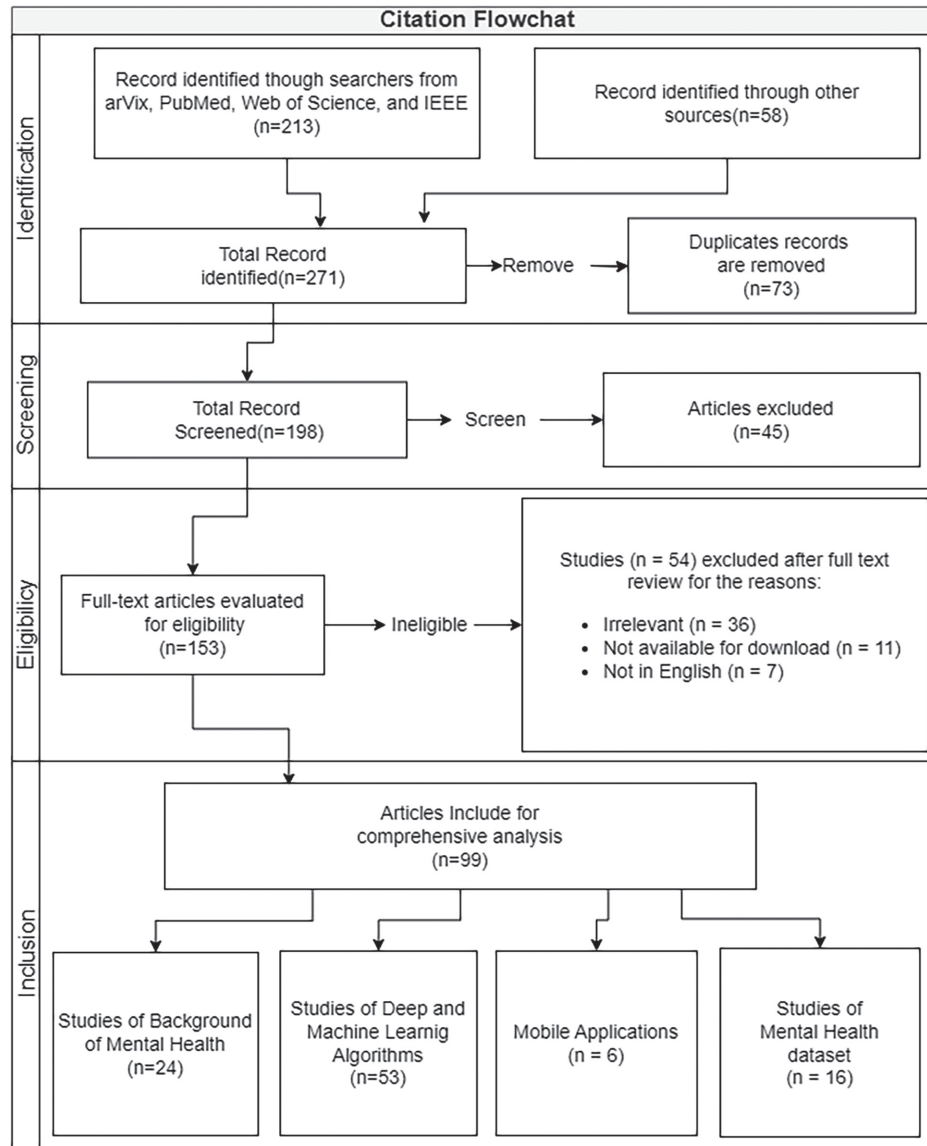 Citation Flowchat
Identification
Record identified though searchers from
arVix, PubMed, Web of Science, and IEEE
(n=213)
Record identified through other
sources(n=58)
Total Record
identified(n=271)
Remove
Duplicates records
are removed
(n=73)
Screening
Total Record
Screened(n=198)
Screen
Articles excluded
(n=45)
Eligibility
Full-text articles evaluated
for eligibility
(n=153)
Ineligible
Studies (n = 54) excluded after full text
review for the reasons:
• Irrelevant (n = 36)
• Not available for download (n = 11)
• Not in English (n = 7)
Inclusion
Articles Include for
comprehensive analysis
(n=99)
Studies of Background
of Mental Health
(n=24)
Studies of Deep and
Machine Learnig
Algorithms
(n=53)
Mobile Applications
(n = 6)
Studies of
Mental Health
dataset
(n = 16)